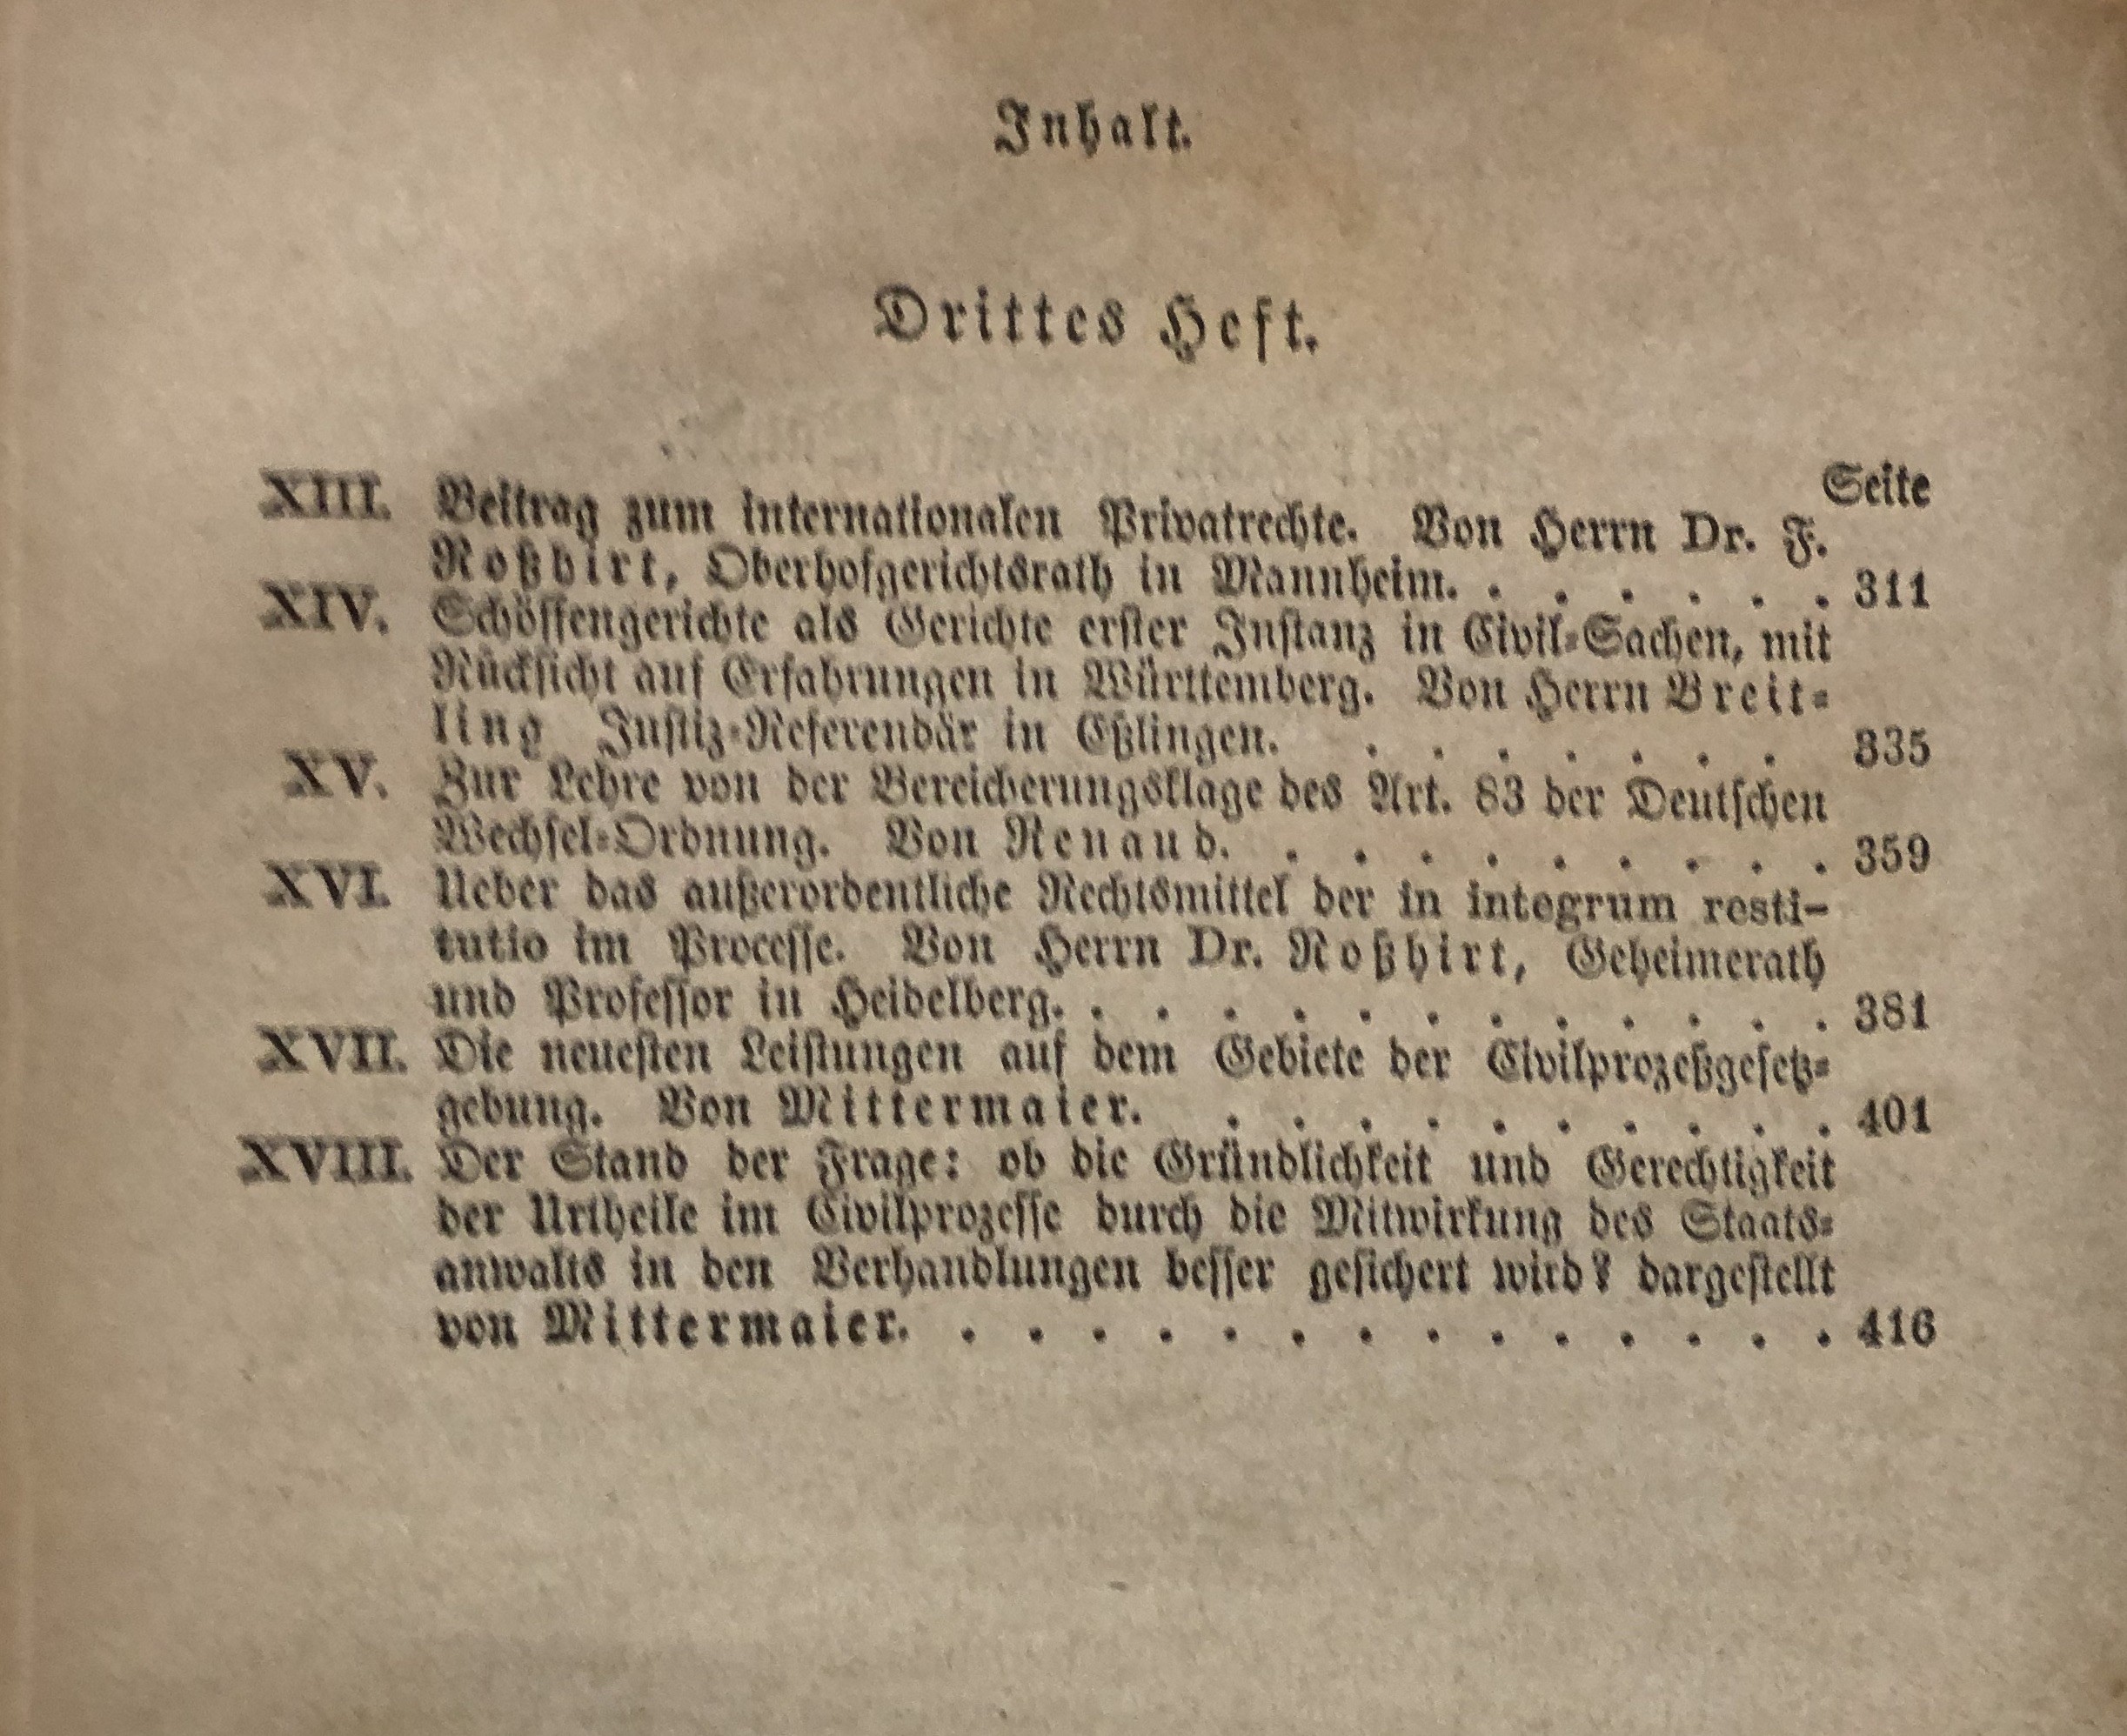 Inhalt.
Drittes Heft.
Seite
XIII. Beitrag zum internationalen Privatrechte. Von Herrn Dr. F.
Roßhirt, Oberhofgerichtsrath in Mannheim. . . . . . . 311
XIV. Schöffengerichte als Gerichte erster Instanz in Civil-Sachen, mit
Rücksicht auf Erfahrungen in Württemberg. Von Herrn Breit-
ling Justiz-Referendär in Eßlingen. . . . . . . . 335
XV. Zur Lehre von der Bereicherungsklage des Art. 83 der Deutschen
Wechsel-Ordnung. Von Renaud. . . . . . . . . . 359
XVI. Ueber das außerordentliche Rechtsmittel der in integrum resti-
tutio im Processe. Von Herrn Dr. Roßhirt, Geheimerath
und Professor in Heidelberg. . . . . . . . . . . . . 381
XVII. Die neuesten Leistungen auf dem Gebiete der Civilprozeßgesetz-
gebung. Von Mittermaier. . . . . . . . . . . 401
XVIII. Der Stand der Frage: ob die Gründlichkeit und Gerechtigkeit
der Urtheile im Civilprozesse durch die Mitwirkung des Staats-
anwalts in den Verhandlungen besser gesichert wird? dargestellt
von Mittermaier. . . . . . . . . . . . . . . 416